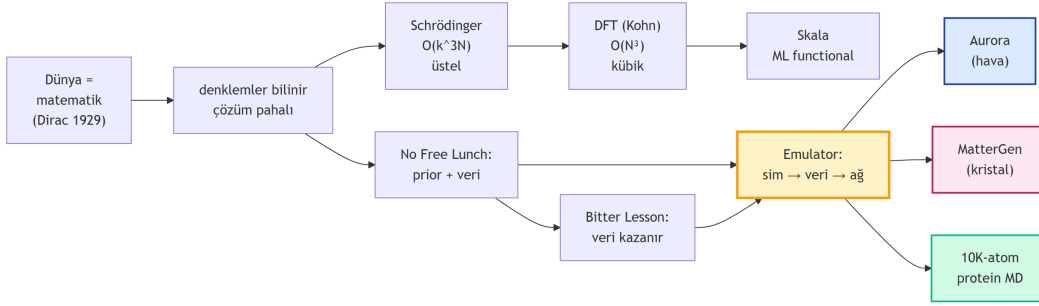 Dünya =
matematik
(Dirac 1929)
denklemler bilinir
çözüm pahalı
Schrödinger
O(k^3N)
üstel
DFT (Kohn)
O(N³)
kübik
Skala
ML functional
No Free Lunch:
prior + veri
Bitter Lesson:
veri kazanır
Emulator:
sim → veri → ağ
Aurora
(hava)
MatterGen
(kristal)
10K-atom
protein MD